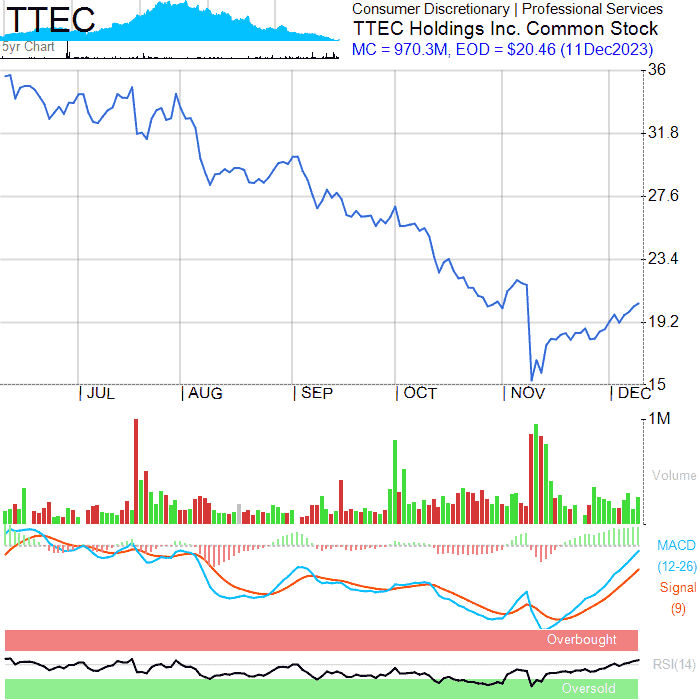 TTEC
5yr Chart
Consumer Discretionary | Professional Services
TTEC Holdings Inc. Common Stock
MC = 970.3M, EOD = $20.46 (11Dec2023)
36
31.8
27.6
23.4
19.2
15
| JUL | AUG | SEP | OCT | NOV | DEC
1M
Volume
MACD
(12-26)
Signal
(9)
Overbought
RSI(14)
Oversold